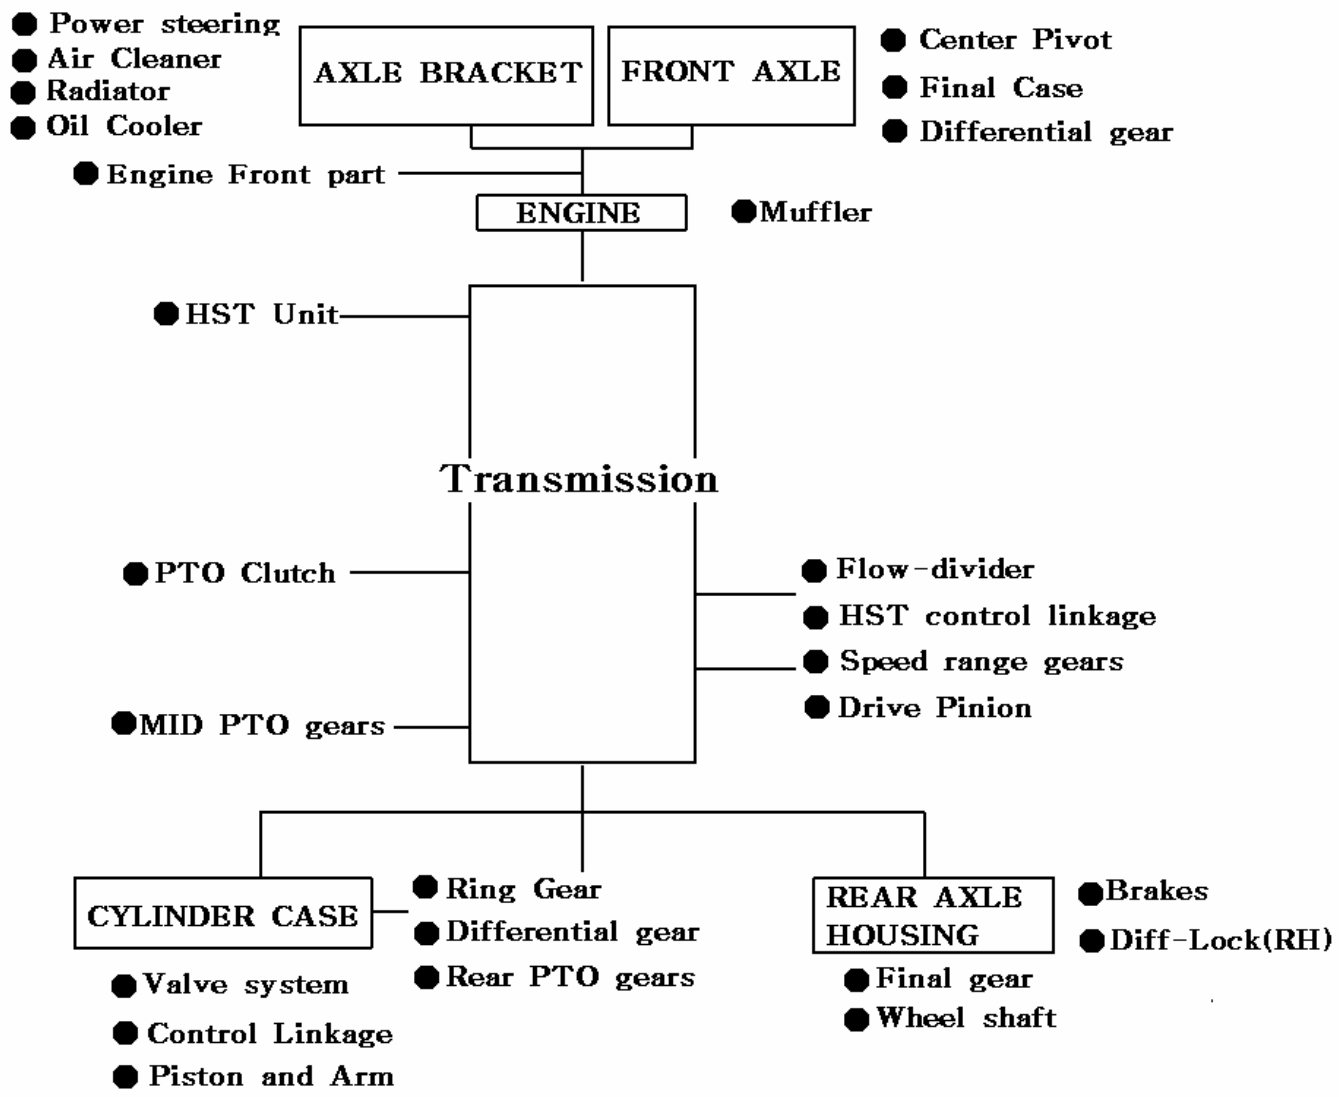 Power steering
Air Cleaner
Radiator
Oil Cooler
AXLE BRACKET
FRONT AXLE
Center Pivot
Final Case
Differential gear
Engine Front part
ENGINE
Muffler
HST Unit
Transmission
PTO Clutch
MID PTO gears
Flow-divider
HST control linkage
Speed range gears
Drive Pinion
CYLINDER CASE
Ring Gear
Differential gear
Rear PTO gears
Valve system
Control Linkage
Piston and Arm
REAR AXLE
HOUSING
Brakes
Diff-Lock(RH)
Final gear
Wheel shaft